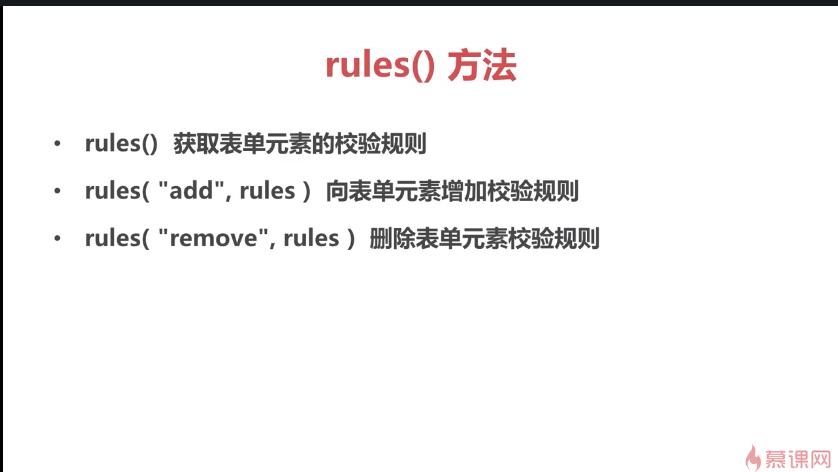 rules() 方法
• rules() 获取表单元素的校验规则
• rules( "add", rules ) 向表单元素增加校验规则
• rules( "remove", rules ) 删除表单元素校验规则
慕课网